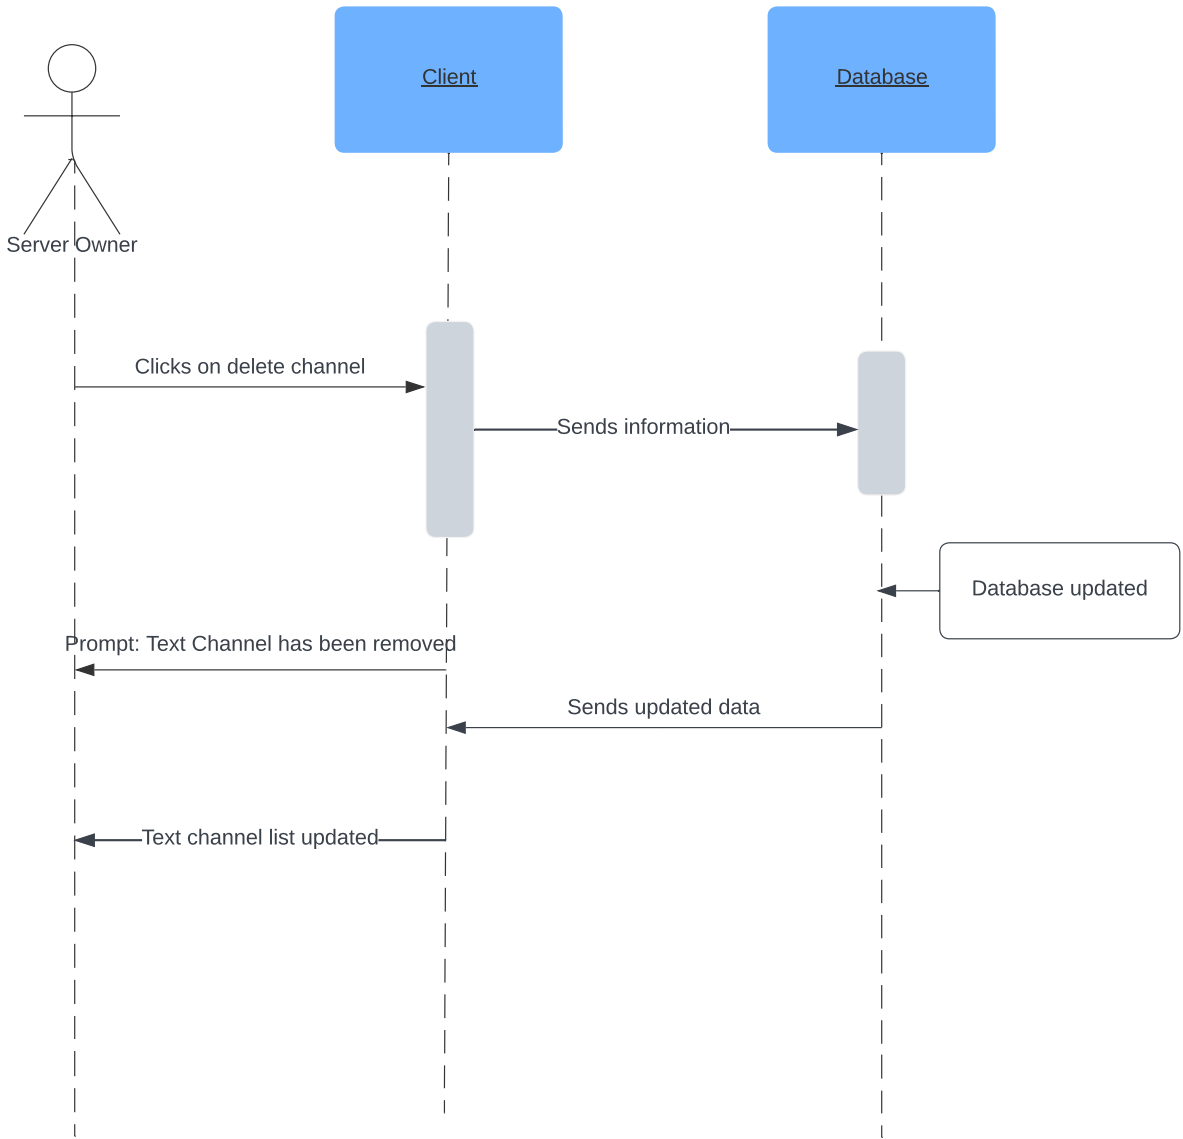 Client
Database
Server Owner
Clicks on delete channel
Sends information
Database updated
Prompt: Text Channel has been removed
Sends updated data
Text channel list updated